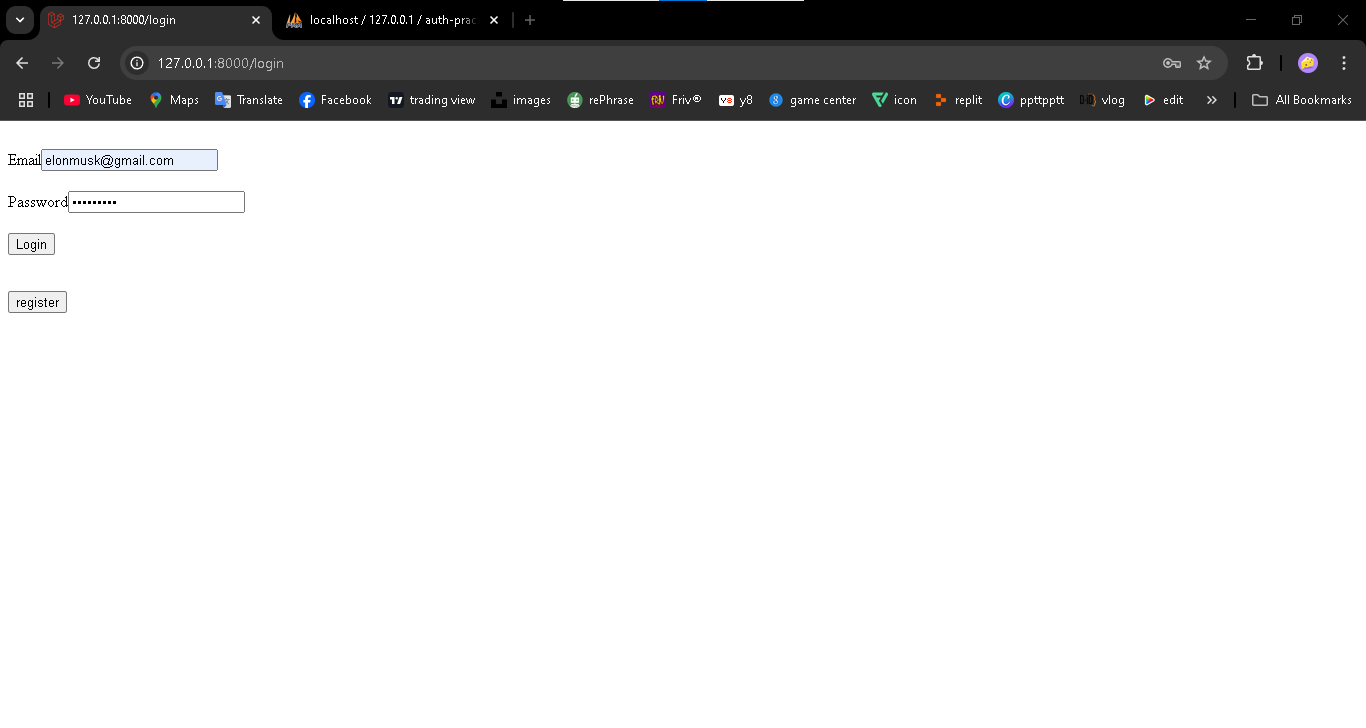 127.0.0.1:8000/login localhost / 127.0.0.1 / auth-prac
127.0.0.1:8000/login
YouTube Maps Translate Facebook trading view images rePhrase Friv® y8 game center icon replit ppttpptt vlog edit » All Bookmarks
Email elonmusk@gmail.com
Password •••••••••
Login
register